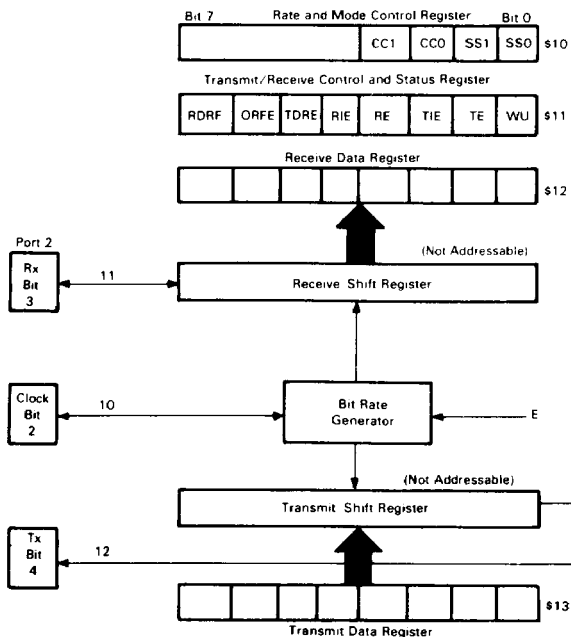 Bit 7 Rate and Mode Control Register Bit 0
CC1 CC0 SS1 SS0 $10
Transmit/Receive Control and Status Register
RDRF ORFE TDRE RIE RE TIE TE WU $11
Receive Data Register
$12
Port 2
(Not Addressable)
Rx
Bit
3
11
Receive Shift Register
Clock
Bit
2
10
Bit Rate
Generator
E
(Not Addressable)
Transmit Shift Register
Tx
Bit
4
12
$13
Transmit Data Register